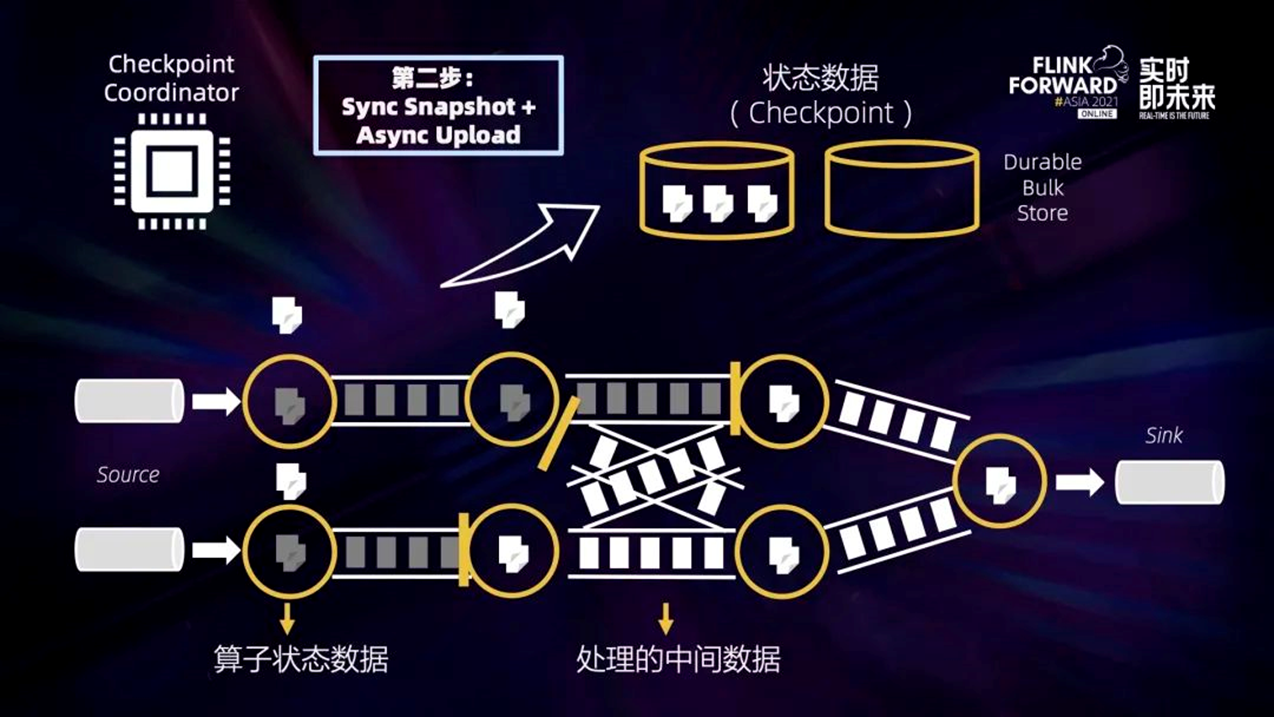 Checkpoint
Coordinator
第二步：
Sync Snapshot +
Async Upload
状态数据
( Checkpoint )
FLINK
FORWARD
#ASIA 2021
ONLINE
实时
即未来
REAL-TIME IS THE FUTURE
Durable
Bulk
Store
Source
Sink
算子状态数据
处理的中间数据